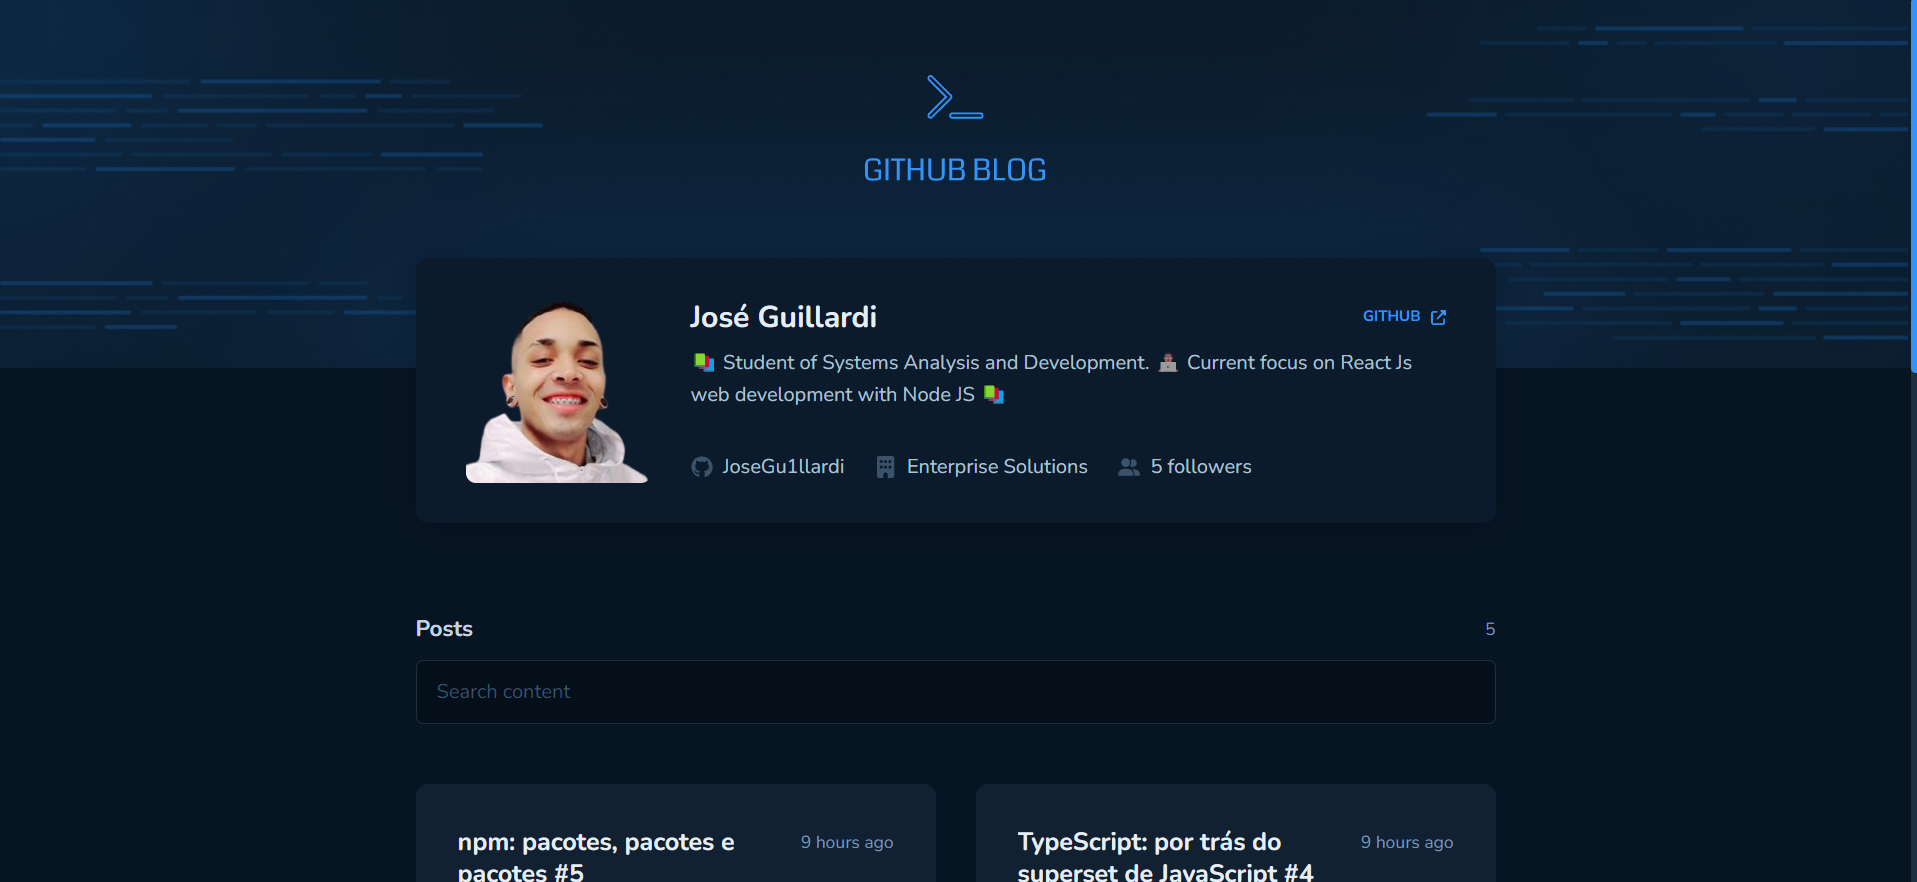 GITHUB BLOG
José Guillardi
GITHUB
Student of Systems Analysis and Development. Current focus on React Js
web development with Node JS
JoseGu1llardi
Enterprise Solutions
5 followers
Posts
5
Search content
npm: pacotes, pacotes e
pacotes #5
9 hours ago
TypeScript: por trás do
superset de JavaScript #4
9 hours ago